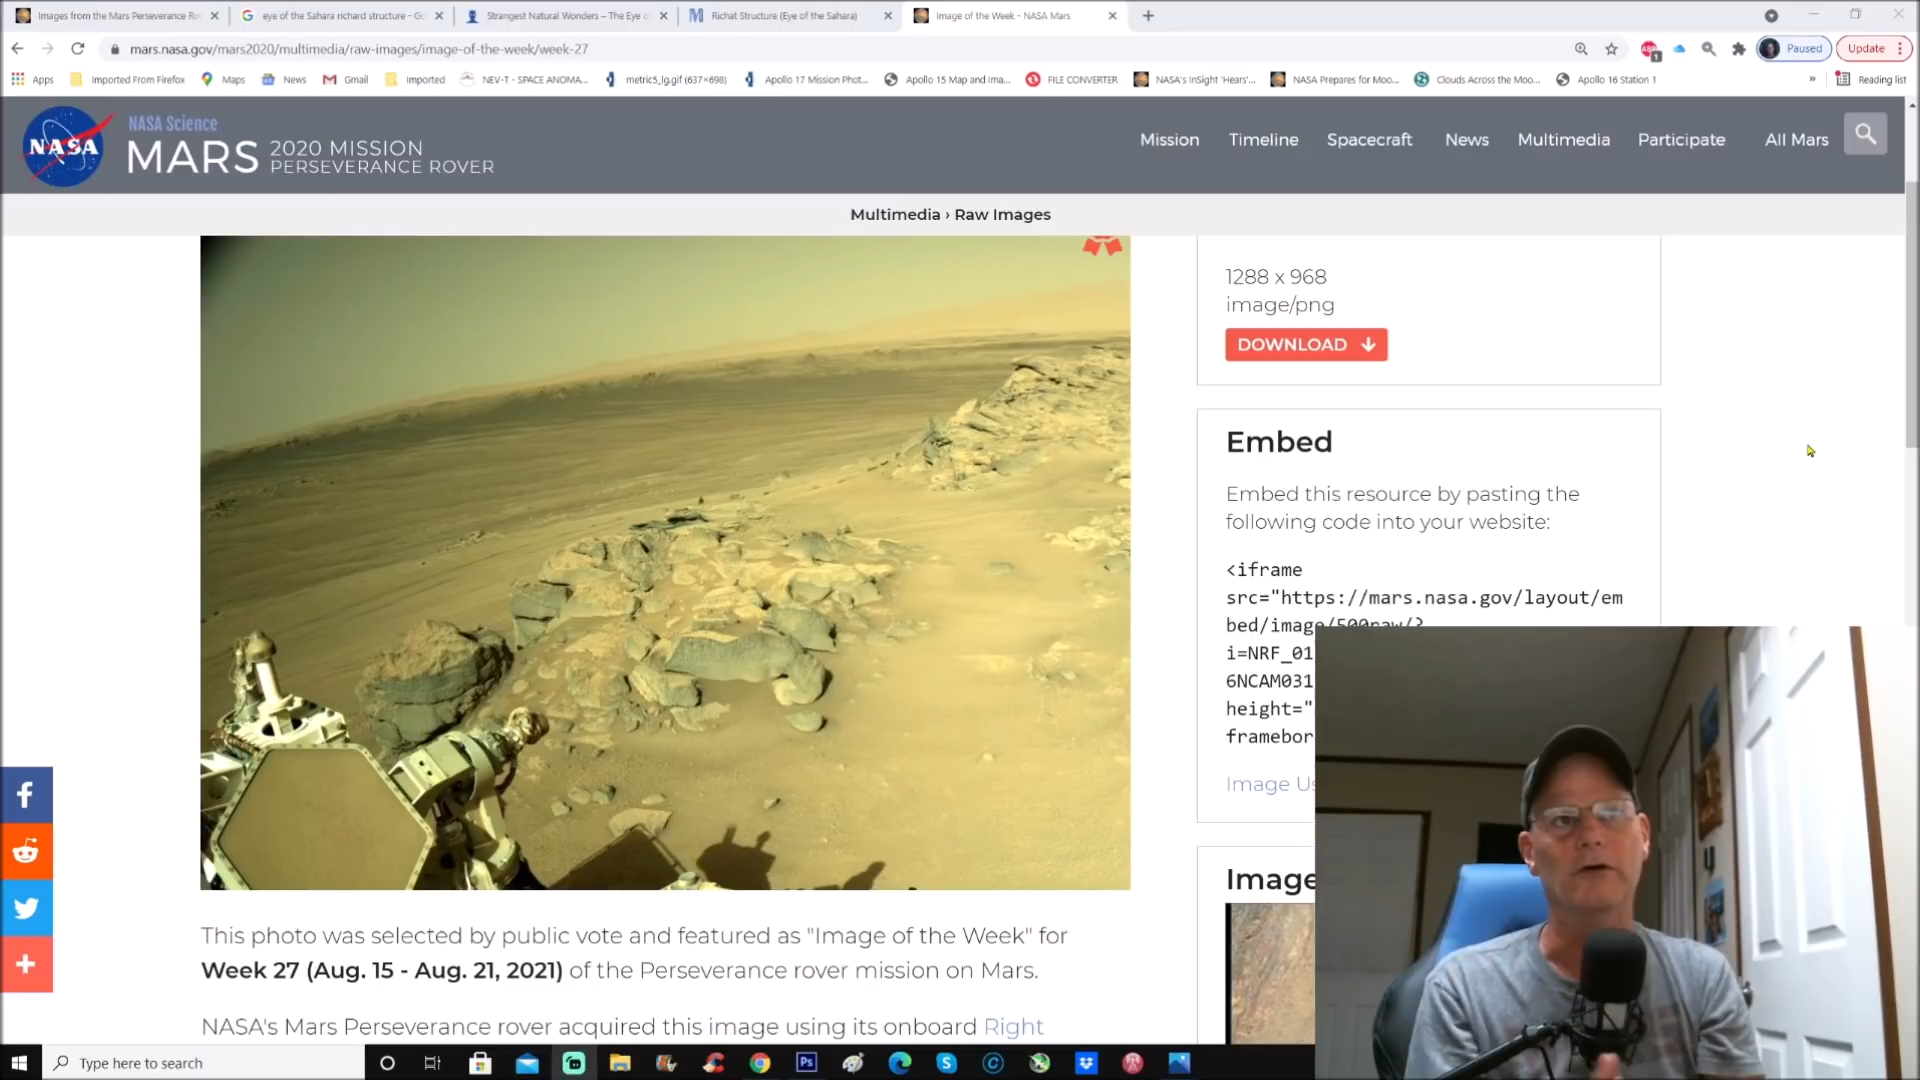 Images from the Mars Perseverance Ro
eye of the Sahara richard structure - Go
Strangest Natural Wonders – The Eye o
Richat Structure (Eye of the Sahara)
Image of the Week - NASA Mars
mars.nasa.gov/mars2020/multimedia/raw-images/image-of-the-week/week-27
Paused
Update
Apps
Imported From Firefox
Maps
News
Gmail
Imported
NEV-T - SPACE ANOMA...
metric5_lg.gif (637×698)
Apollo 17 Mission Phot...
Apollo 15 Map and Ima...
FILE CONVERTER
NASA's InSight 'Hears'...
NASA Prepares for Moo...
Clouds Across the Moo...
Apollo 16 Station 1
»
Reading list
NASA
NASA Science
MARS 2020 MISSION
PERSEVERANCE ROVER
Mission
Timeline
Spacecraft
News
Multimedia
Participate
All Mars
Multimedia › Raw Images
1288 x 968
image/png
DOWNLOAD
Embed
Embed this resource by pasting the
following code into your website:
<iframe
src="https://mars.nasa.gov/layout/em
bed/image/500raw/?
i=NRF_01
6NCAM031
height="
framebor
Image Us
Image
This photo was selected by public vote and featured as "Image of the Week" for
Week 27 (Aug. 15 - Aug. 21, 2021) of the Perseverance rover mission on Mars.
NASA's Mars Perseverance rover acquired this image using its onboard Right
Type here to search
Ps